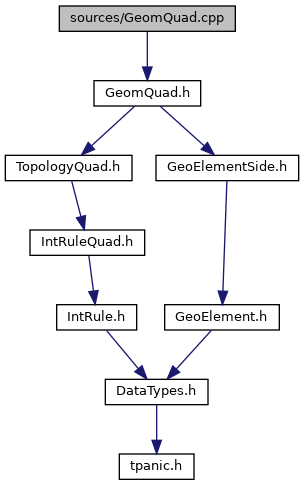 sources/GeomQuad.cpp
GeomQuad.h
TopologyQuad.h
GeoElementSide.h
IntRuleQuad.h
IntRule.h
GeoElement.h
DataTypes.h
tpanic.h